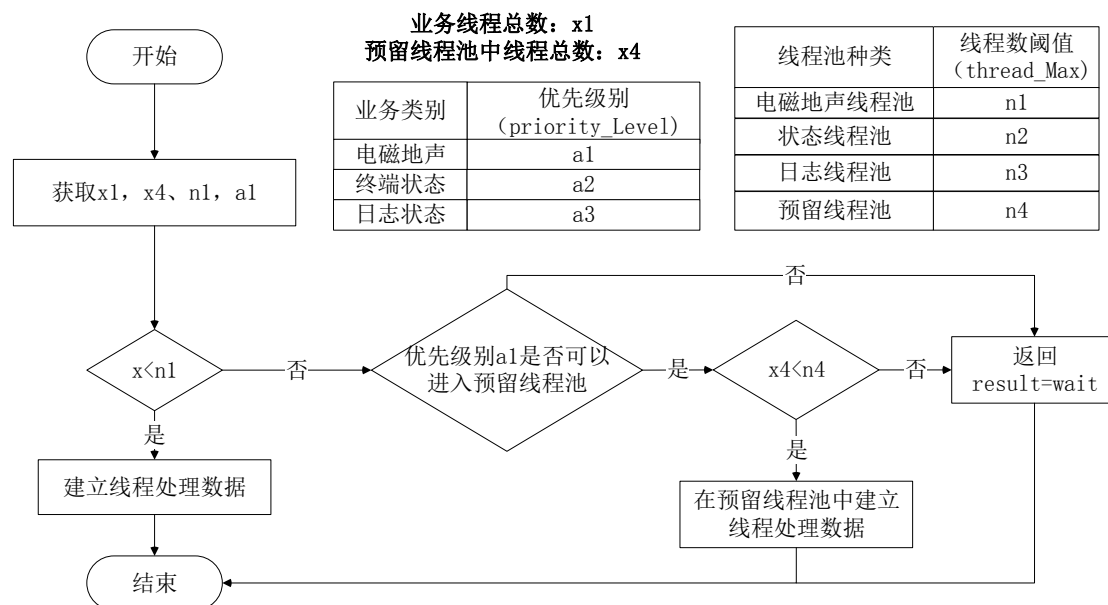 业务线程总数：x1
预留线程池中线程总数：x4
开始
业务类别
优先级别
（priority_Level）
电磁地声
a1
终端状态
a2
日志状态
a3
线程池种类
线程数阈值
（thread_Max）
电磁地声线程池
n1
状态线程池
n2
日志线程池
n3
预留线程池
n4
获取x1，x4、n1，a1
x<n1
否
优先级别a1是否可以
进入预留线程池
否
是
x4<n4
否
返回
result=wait
是
建立线程处理数据
是
在预留线程池中建立
线程处理数据
结束